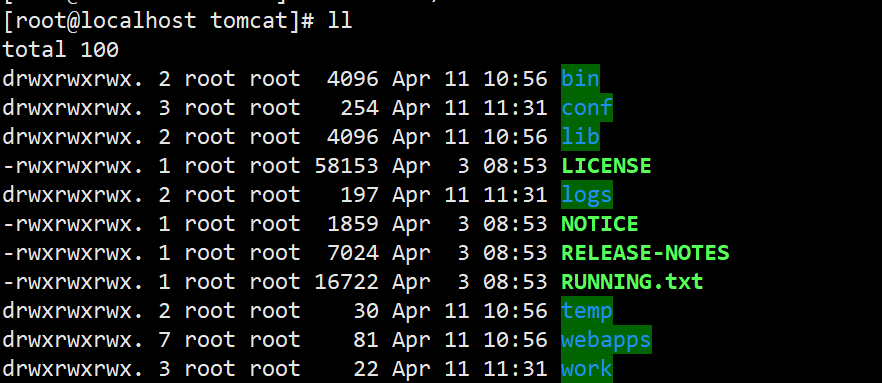 [root@localhost tomcat]# ll
total 100
drwxrwxrwx. 2 root root  4096 Apr 11 10:56 bin
drwxrwxrwx. 3 root root   254 Apr 11 11:31 conf
drwxrwxrwx. 2 root root  4096 Apr 11 10:56 lib
-rwxrwxrwx. 1 root root 58153 Apr  3 08:53 LICENSE
drwxrwxrwx. 2 root root   197 Apr 11 11:31 logs
-rwxrwxrwx. 1 root root  1859 Apr  3 08:53 NOTICE
-rwxrwxrwx. 1 root root  7024 Apr  3 08:53 RELEASE-NOTES
-rwxrwxrwx. 1 root root 16722 Apr  3 08:53 RUNNING.txt
drwxrwxrwx. 2 root root    30 Apr 11 10:56 temp
drwxrwxrwx. 7 root root    81 Apr 11 10:56 webapps
drwxrwxrwx. 3 root root    22 Apr 11 11:31 work